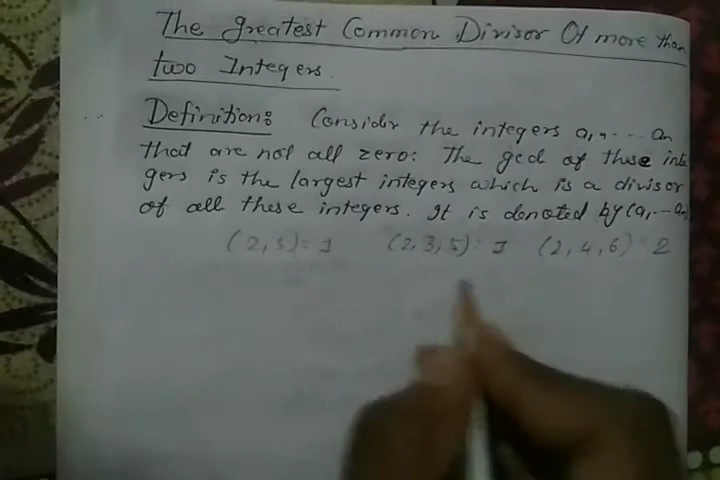 The Greatest Common Divisor Of more than
two Integers.
Definition: Consider the integers a1, ... an
that are not all zero. The gcd of these inte
gers is the largest integers which is a divisor
of all these integers. It is denoted by (a1...an)
(2,3)=1 (2,3,5)=1 (2,4,6) 2